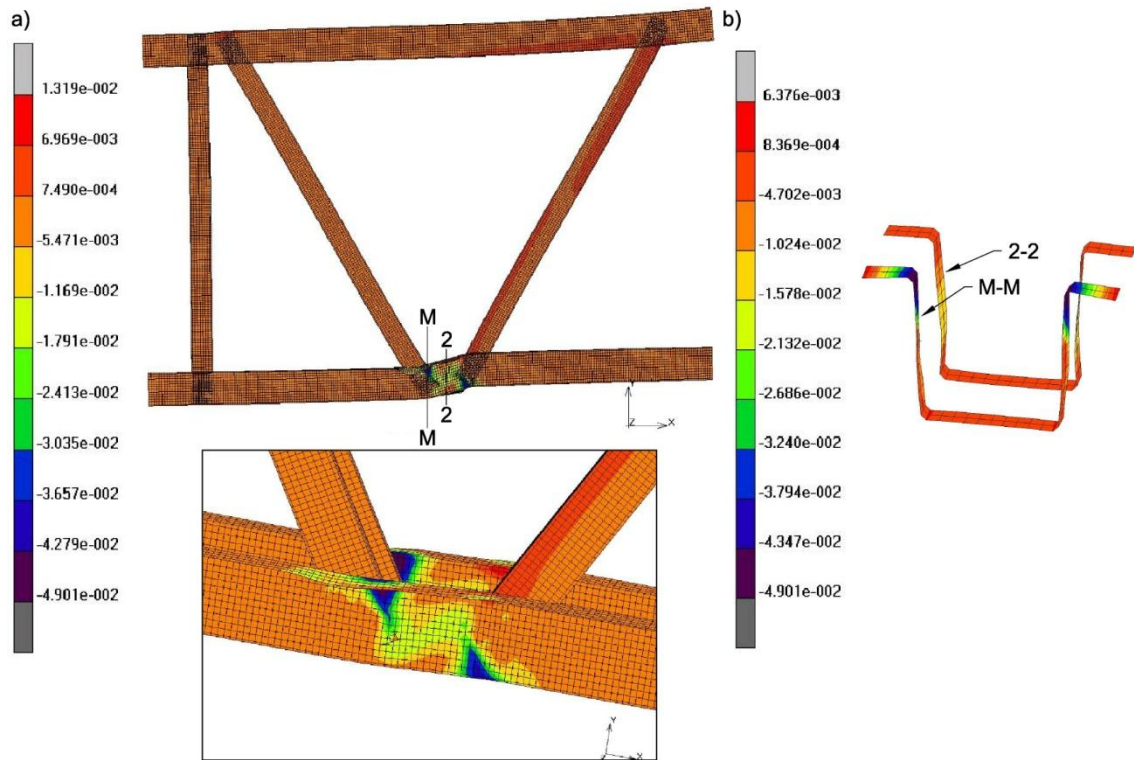 a)
1.319e-002
6.969e-003
7.490e-004
-5.471e-003
-1.169e-002
-1.791e-002
-2.413e-002
-3.035e-002
-3.657e-002
-4.279e-002
-4.901e-002
M
2
2
M
Y
Z
X
Y
Z
X
b)
6.376e-003
8.369e-004
-4.702e-003
-1.024e-002
-1.578e-002
-2.132e-002
-2.686e-002
-3.240e-002
-3.794e-002
-4.347e-002
-4.901e-002
2-2
M-M